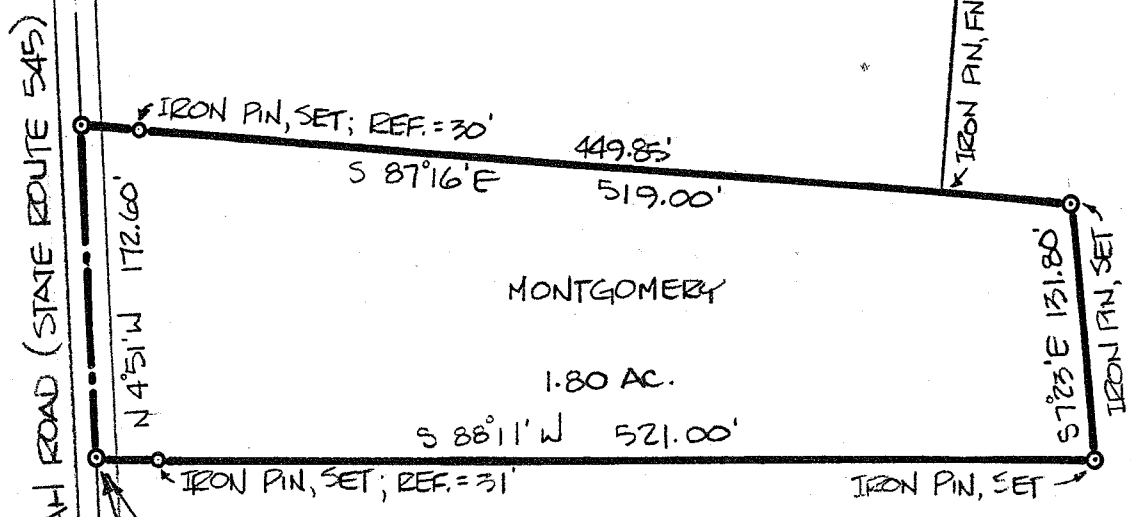 AH ROAD (STATE ROUTE 545)
IRON PIN, SET; REF.=30'
449.85'
S 87°16'E 519.00'
IRON PIN, FN
N 4°51'W 172.60'
MONTGOMERY
1.80 AC.
S 7°23'E 131.80'
IRON PIN, SET
S 88°11'W 521.00'
IRON PIN, SET; REF.=31'
IRON PIN, SET